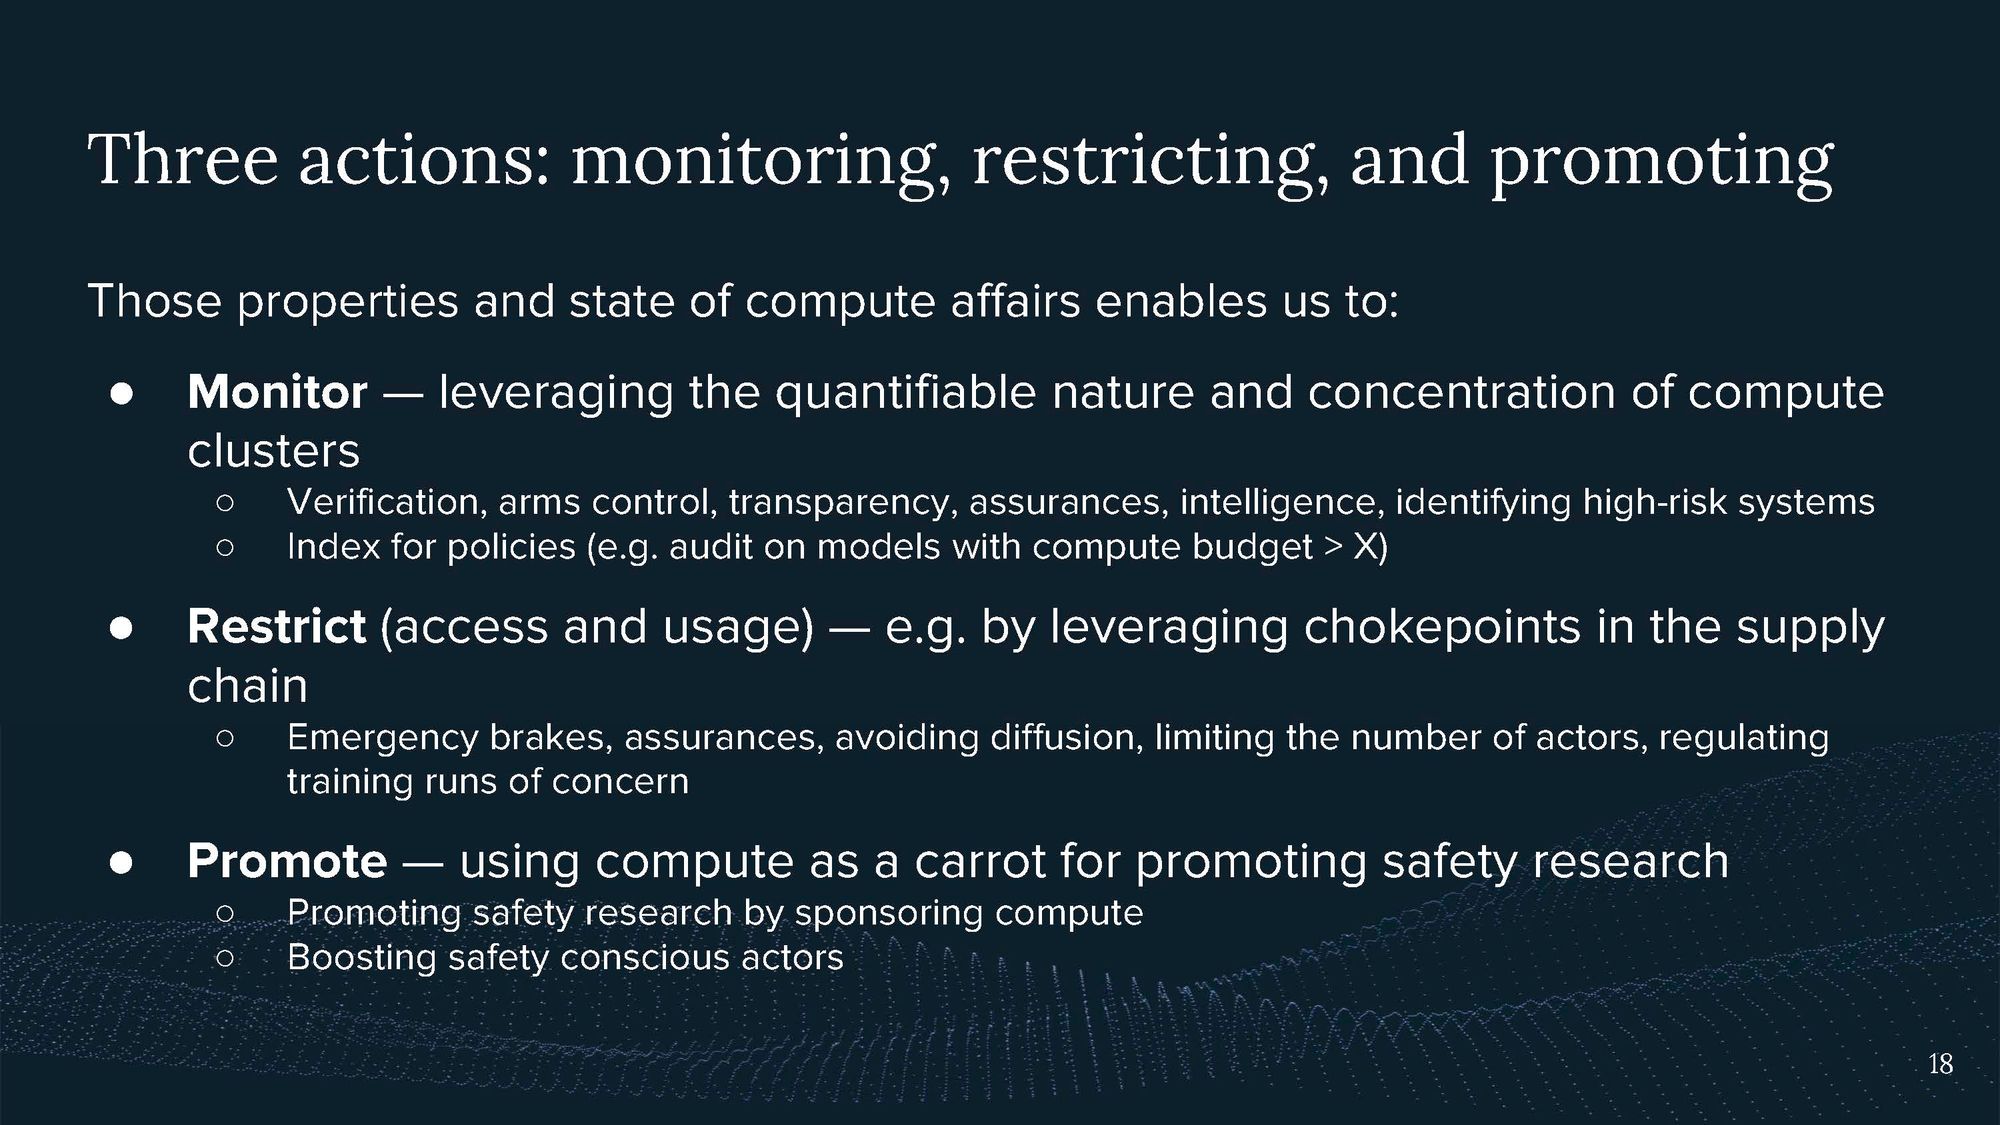 Three actions: monitoring, restricting, and promoting
Those properties and state of compute affairs enables us to:
● Monitor — leveraging the quantifiable nature and concentration of compute
clusters
○ Verification, arms control, transparency, assurances, intelligence, identifying high-risk systems
○ Index for policies (e.g. audit on models with compute budget > X)
● Restrict (access and usage) — e.g. by leveraging chokepoints in the supply
chain
○ Emergency brakes, assurances, avoiding diffusion, limiting the number of actors, regulating
training runs of concern
● Promote — using compute as a carrot for promoting safety research
○ Promoting safety research by sponsoring compute
○ Boosting safety conscious actors
18